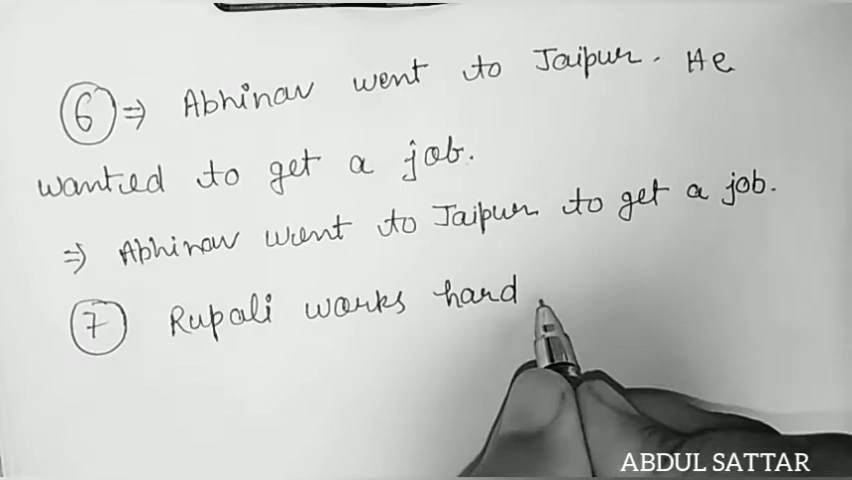 ⑥ ⇒ Abhinav went to Jaipur. He
wanted to get a job.
⇒ Abhinav went to Jaipur to get a job.
⑦ Rupali works hard
ABDUL SATTAR